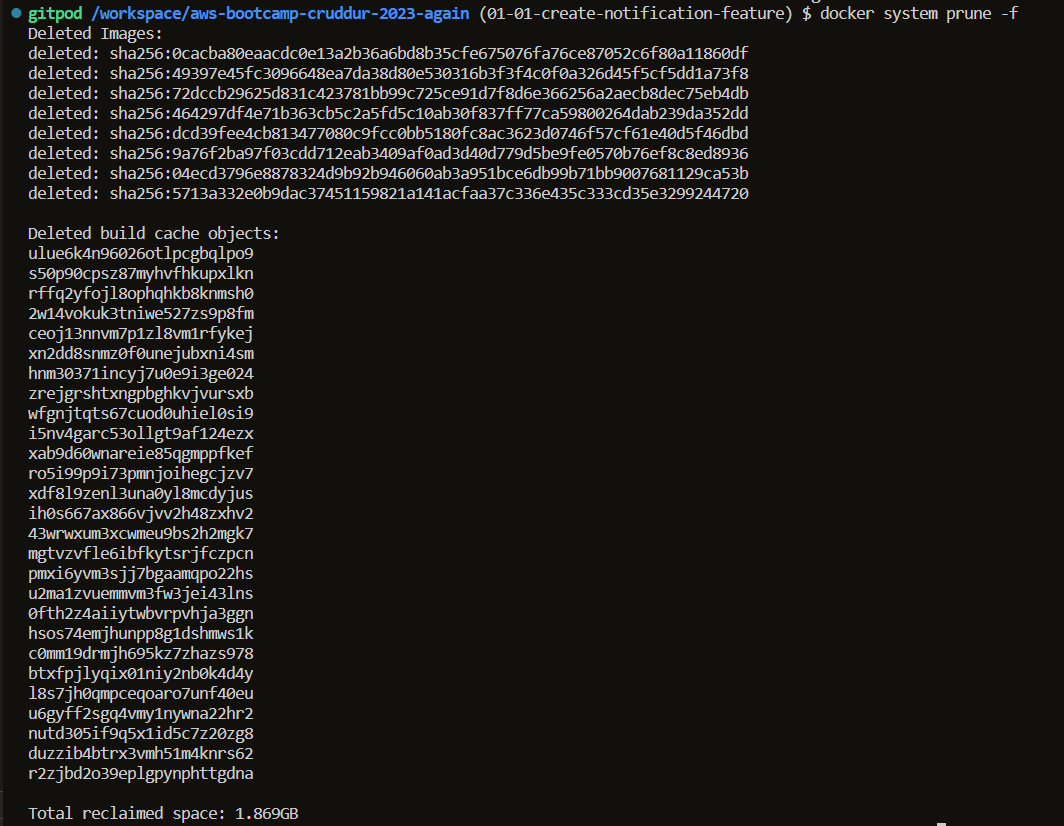 gitpod /workspace/aws-bootcamp-cruddur-2023-again (01-01-create-notification-feature) $ docker system prune -f
Deleted Images:
deleted: sha256:0cacba80eaacdc0e13a2b36a6bd8b35cfe675076fa76ce87052c6f80a11860df
deleted: sha256:49397e45fc3096648ea7da38d80e530316b3f3f4c0f0a326d45f5cf5dd1a73f8
deleted: sha256:72dccb29625d831c423781bb99c725ce91d7f8d6e366256a2aecb8dec75eb4db
deleted: sha256:464297df4e71b363cb5c2a5fd5c10ab30f837ff77ca59800264dab239da352dd
deleted: sha256:dcd39fee4cb813477080c9fcc0bb5180fc8ac3623d0746f57cf61e40d5f46dbd
deleted: sha256:9a76f2ba97f03cdd712eab3409af0ad3d40d779d5be9fe0570b76ef8c8ed8936
deleted: sha256:04ecd3796e8878324d9b92b946060ab3a951bce6db99b71bb9007681129ca53b
deleted: sha256:5713a332e0b9dac37451159821a141acfaa37c336e435c333cd35e3299244720
Deleted build cache objects:
ulue6k4n96026otlpcgbqlpo9
s50p90cpsz87myhvfhkupxlkn
rffq2yfojl8ophqhkb8knmsh0
2w14vokuk3tniwe527zs9p8fm
ceoj13nnvm7p1zl8vm1rfykej
xn2dd8snmz0f0unejubxni4sm
hnm30371incyj7u0e9i3ge024
zrejgrshtxngpbghkvjvursxb
wfgnjtqts67cuod0uhiel0si9
i5nv4garc53ollgt9af124ezx
xab9d60wnareie85qgmppfkef
ro5i99p9i73pmnjoihegcjzv7
xdf8l9zenl3una0yl8mcdyjus
ih0s667ax866vjvv2h48zxhv2
43wrwxum3xcwmeu9bs2h2mgk7
mgtvzvfle6ibfkytsrjfczpcn
pmxi6yvm3sjj7bgaamqpo22hs
u2ma1zvuemmvm3fw3jei43lns
0fth2z4aiiytwbvrpvhja3ggn
hsos74emjhunpp8g1dshmws1k
c0mm19drmjh695kz7zhazs978
btxfpjlyqix01niy2nb0k4d4y
l8s7jh0qmpceqoaro7unf40eu
u6gyff2sgq4vmy1nywna22hr2
nutd305if9q5x1id5c7z20zg8
duzzib4btrx3vmh51m4knrs62
r2zjbd2o39eplgpynphttgdna
Total reclaimed space: 1.869GB